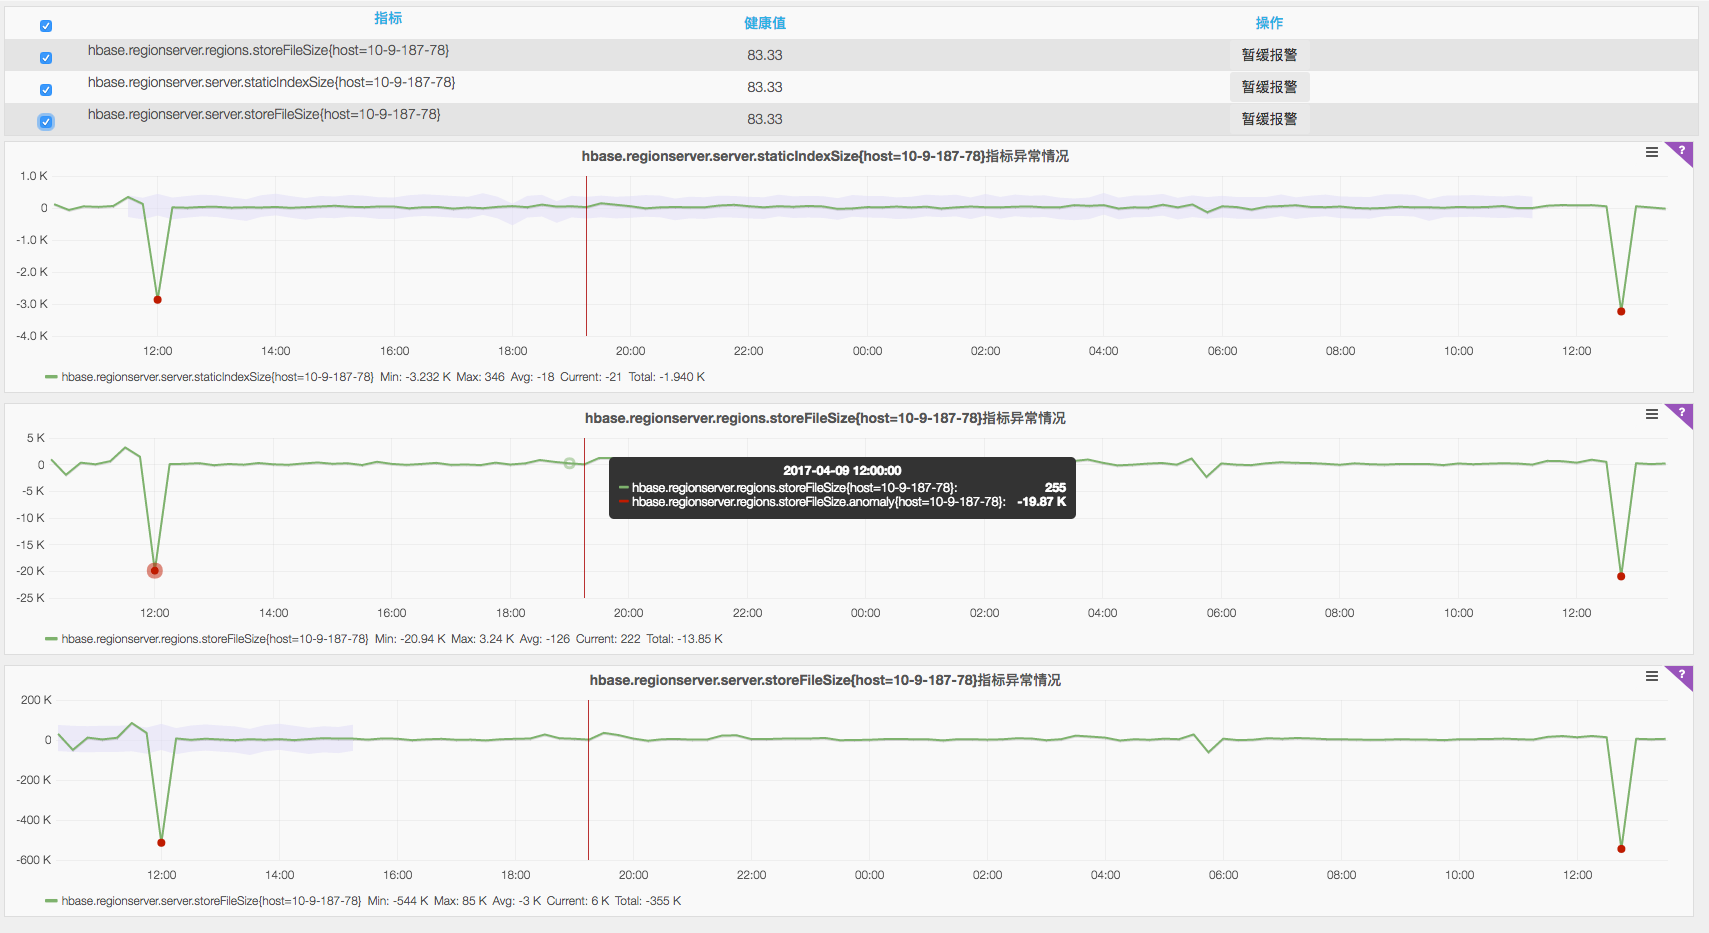 指标 健康值 操作
hbase.regionserver.regions.storeFileSize{host=10-9-187-78} 83.33 暂缓报警
hbase.regionserver.server.staticIndexSize{host=10-9-187-78} 83.33 暂缓报警
hbase.regionserver.server.storeFileSize{host=10-9-187-78} 83.33 暂缓报警
hbase.regionserver.server.staticIndexSize{host=10-9-187-78}指标异常情况
?
1.0 K
0
-1.0 K
-2.0 K
-3.0 K
-4.0 K
12:00 14:00 16:00 18:00 20:00 22:00 00:00 02:00 04:00 06:00 08:00 10:00 12:00
hbase.regionserver.server.staticIndexSize{host=10-9-187-78} Min: -3.232 K Max: 346 Avg: -18 Current: -21 Total: -1.940 K
hbase.regionserver.regions.storeFileSize{host=10-9-187-78}指标异常情况
?
5 K
0
-5 K
-10 K
-15 K
-20 K
-25 K
2017-04-09 12:00:00
hbase.regionserver.regions.storeFileSize{host=10-9-187-78}: 255
hbase.regionserver.regions.storeFileSize.anomaly{host=10-9-187-78}: -19.87 K
12:00 14:00 16:00 18:00 20:00 22:00 00:00 02:00 04:00 06:00 08:00 10:00 12:00
hbase.regionserver.regions.storeFileSize{host=10-9-187-78} Min: -20.94 K Max: 3.24 K Avg: -126 Current: 222 Total: -13.85 K
hbase.regionserver.server.storeFileSize{host=10-9-187-78}指标异常情况
?
200 K
0
-200 K
-400 K
-600 K
12:00 14:00 16:00 18:00 20:00 22:00 00:00 02:00 04:00 06:00 08:00 10:00 12:00
hbase.regionserver.server.storeFileSize{host=10-9-187-78} Min: -544 K Max: 85 K Avg: -3 K Current: 6 K Total: -355 K